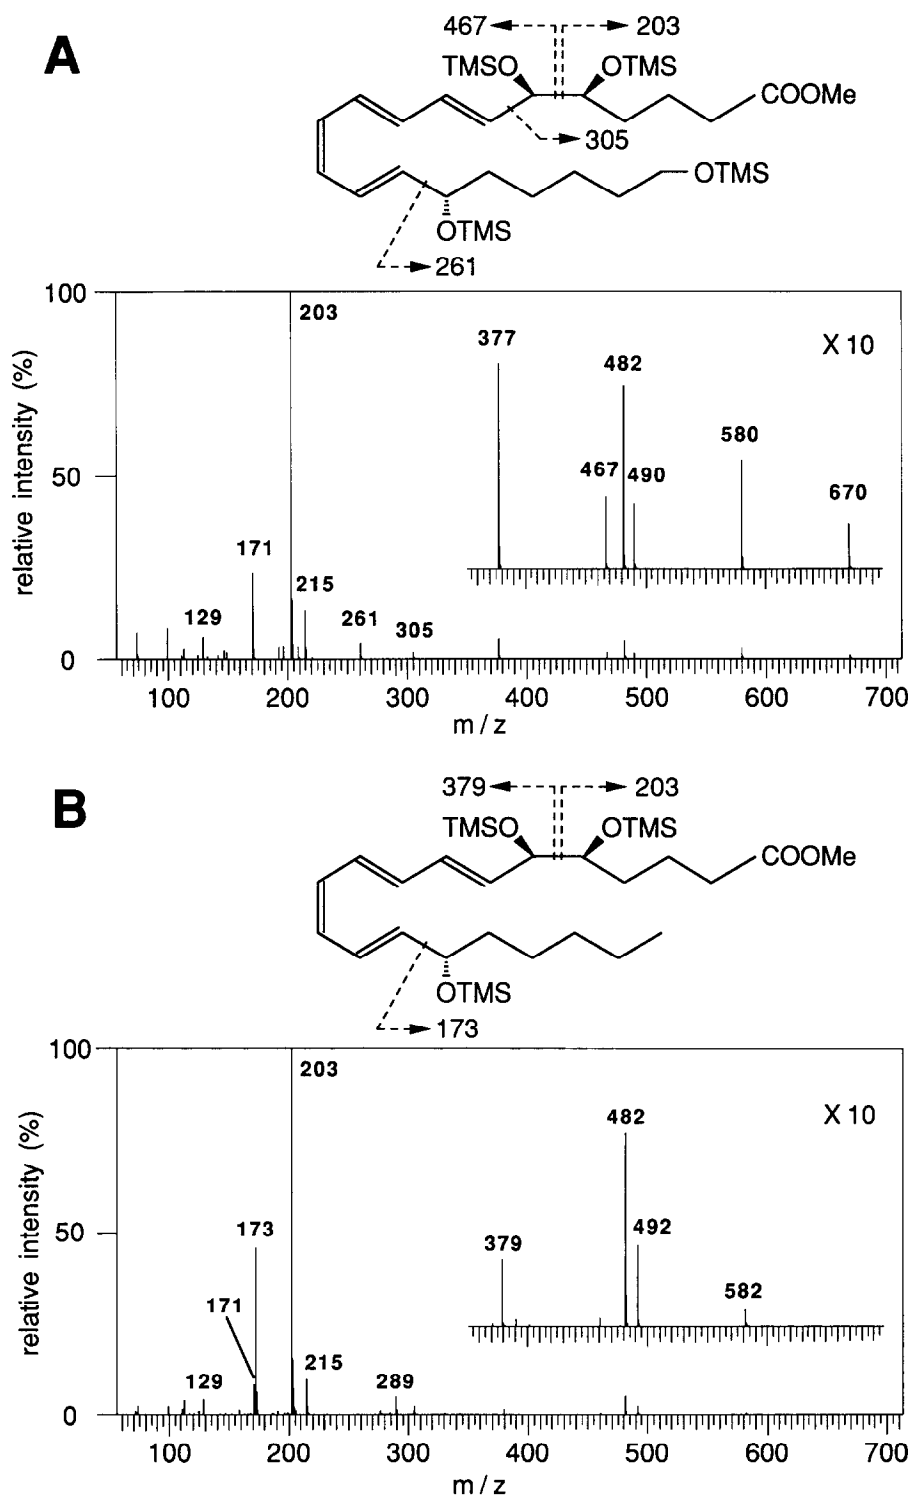 A
467 203
TMSO OTMS
COOMe
305
OTMS
OTMS
261
100
203
X 10
377
482
467 490
580
670
relative intensity (%)
50
171
129
215
261
305
0
100 200 300 400 500 600 700
m / z
B
379 203
TMSO OTMS
COOMe
OTMS
173
100
203
X 10
482
379
492
582
relative intensity (%)
50
173
171
129
215
289
0
100 200 300 400 500 600 700
m / z